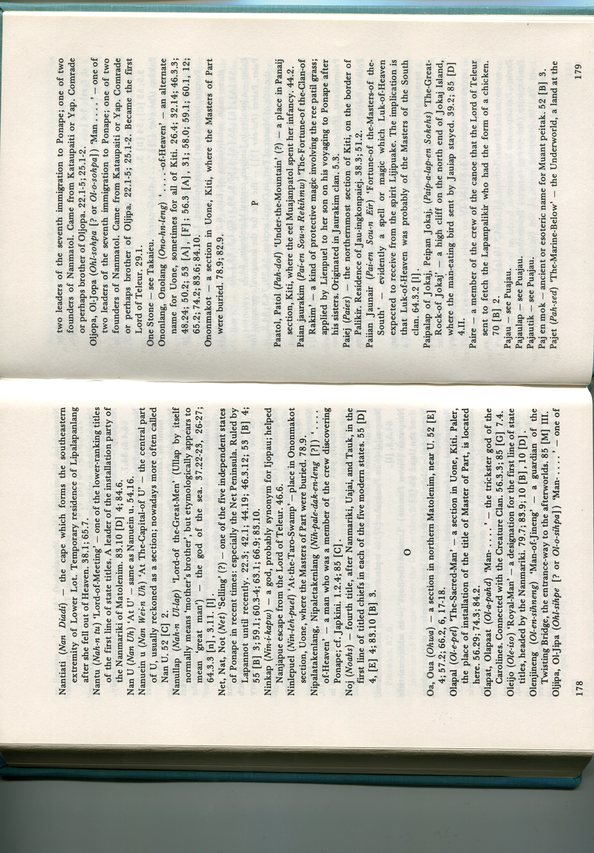 Nantiati (Nan Diadi) — the cape which forms the southeastern
extremity of Lower Lot. Temporary residence of Lipalapanlang
after she fell out of Heaven. 38.1; 65.7.
Nantu (Nah-n tu) ‘Lord-of-Meeting’ — one of the lower-ranking titles
of the first line of state titles. A leader of the installation party of
the Nanmariki of Matolenim. 83.10 [D] 4; 84.6.
Nan U (Nan Uh) ‘At U’ — same as Nanuein u. 54.16.
Nanuein u (Nan Wei-n Uh) ‘At The-Capital-of U’ — the central part
of U, usually reckoned as a section; nowadays more often called
Nan U. 52 [C] 2.
Nanullap (Nah-n Ul-lap) ‘Lord-of the-Great-Men’ (Ullap by itself
normally means ‘mother’s brother’, but etymologically appears to
mean ‘great man’) — the god of the sea. 37.22-23, 26-27;
64.3.3 [n], 3.11. [l].
Net, Nat, Not (Net) ‘Selling’ (?) — one of the five independent states
of Ponape in recent times: especially the Net Peninsula. Ruled by
Lapannot until recently. 22.3; 42.1; 44.19; 46.3.12; 53 [B] 4;
55 [B] 3; 59.1; 60.3-4; 63.1; 66.9; 83.10.
Ninkap (Nin-i-kapw) — a god, probably synonym for Ijopau; helped
Nanjapue escape from the Lord of Teleur. 46.6.
Ninlepuel (Nin-leh-puel) ‘At-the-Taro-Swamp’ — place in Ononmakot
section, Uone, where the Masters of Part were buried. 78.9.
Nipalatakenlang, Nipaletakenlang (Nih-pale-dak-en-leng [?]) ‘. . . .
of-Heaven’ — a man who was a member of the crew discovering
Ponape; cf. Japkini. 1.2.4; 85 [C].
Noj (Noahs) — fourth title, after Nanmariki, Uajai, and Tauk, in the
first line of titled chiefs in each of the five modern states. 55 [D]
4, [E] 4; 83.10 [B] 3.
O
Oa, Oua (Ohwa) — a section in northern Matolenim, near U. 52 [E]
4; 57.2; 66.2, 6, 17-18.
Olapal (Ol-e-pel) ‘The-Sacred-Man’ — a section in Uone, Kiti. Paler,
the place of installation of the title of Master of Part, is located
here. 56.29; 74.3; 84.2.
Olapat, Olapaat (Ol-a-pahd) ‘Man- . . . . ’ — the trickster god of the
Carolines. Connected with the Creature Clan. 56.3.3; 85 [G] 7.4.
Oleijo (Ole-iso) ‘Royal-Man’ — a designation for the first line of state
titles, headed by the Nanmariki. 79.7; 83.9; 10 [B], 10 [D].
Olenjineng (Ol-en-sihneng) ‘Man-of-Jineng’ — a guardian of the
Twisting Bridge, the entrance-way to the afterworlds. 85 [M] III.
Oljipa, Ol-Jipa (Ohl-sihpe [? or Ol-o-sihpa]) ‘Man- . . . . ’ — one of
178
two leaders of the seventh immigration to Ponape; one of two
founders of Nanmatol. Came from Kataupaiti or Yap. Comrade
or perhaps brother of Oljopa. 22.1-5; 25.1-2.
Oljopa, Ol-Jopa (Ohl-sohpa [? or Ol-o-sohpa]) ‘Man . . . . ’ — one of
two leaders of the seventh immigration to Ponape; one of two
founders of Nanmatol. Came from Kataupaiti or Yap. Comrade
or perhaps brother of Oljipa. 22.1-5; 25.1-2. Became the first
Lord of Teleur. 29.1.
One Stone — see Takaieu.
Ononlang, Onolang (Ono-hn-leng) ‘. . . . -of-Heaven’ — an alternate
name for Uone, sometimes for all of Kiti. 26.4; 32.14; 46.3.3;
48.24; 50.2; 53 [A], [F]; 56.3 [A], 31; 58.0; 59.1; 60.1, 12;
65.2; 74.2; 83.6; 84.10.
Ononmakot — a section in Uone, Kiti, where the Masters of Part
were buried. 78.9; 82.9.
P
Paatol, Patol (Pah-dol) ‘Under-the-Mountain’ (?) — a place in Panaij
section, Kiti, where the eel Muajanpatol spent her infancy. 44.2.
Paian jaurakim (Pai-en Sou-n Rekihmw) ‘The-Fortune-of the-Clan-of
Rakim’ — a kind of protective magic involving the ree patil grass;
applied by Lienpuel to her son on his voyaging to Ponape after
his sisters. Originated in Jaurakim clan. 5.3.
Paiej (Paies) — the northernmost section of Kiti, on the border of
Palikir. Residence of Jau-ingkonpaiej. 38.3; 51.2.
Paiian Jaunair (Pai-en Sou-n Eir) ‘Fortune-of the-Masters-of the-
South’ — evidently a spell or magic which Luk-of-Heaven
expected to receive from the spirit Lijipuake. The implication is
that Luk-of-Heaven was probably of the Masters of the South
clan. 64.3.2 [l].
Paipalap of Jokaj, Peipan Jokaj, (Paip-a-lap-en Sokehs) ‘The-Great-
Rock-of Jokaj’ — a high cliff on the north end of Jokaj Island,
where the man-eating bird sent by Jauiap stayed. 39.2; 85 [D]
4.II.
Paire — a member of the crew of the canoe that the Lord of Teleur
sent to fetch the Lapanpalikir who had the form of a chicken.
70 [B] 2.
Pajau — see Puajau.
Pajaulap — see Puajau.
Pajautik — see Puajau.
Paj en mok — ancient or esoteric name for Muant peitak. 52 [B] 3.
Pajet (Pah-sed) ‘The-Marine-Below’ — the Underworld, a land at the
179